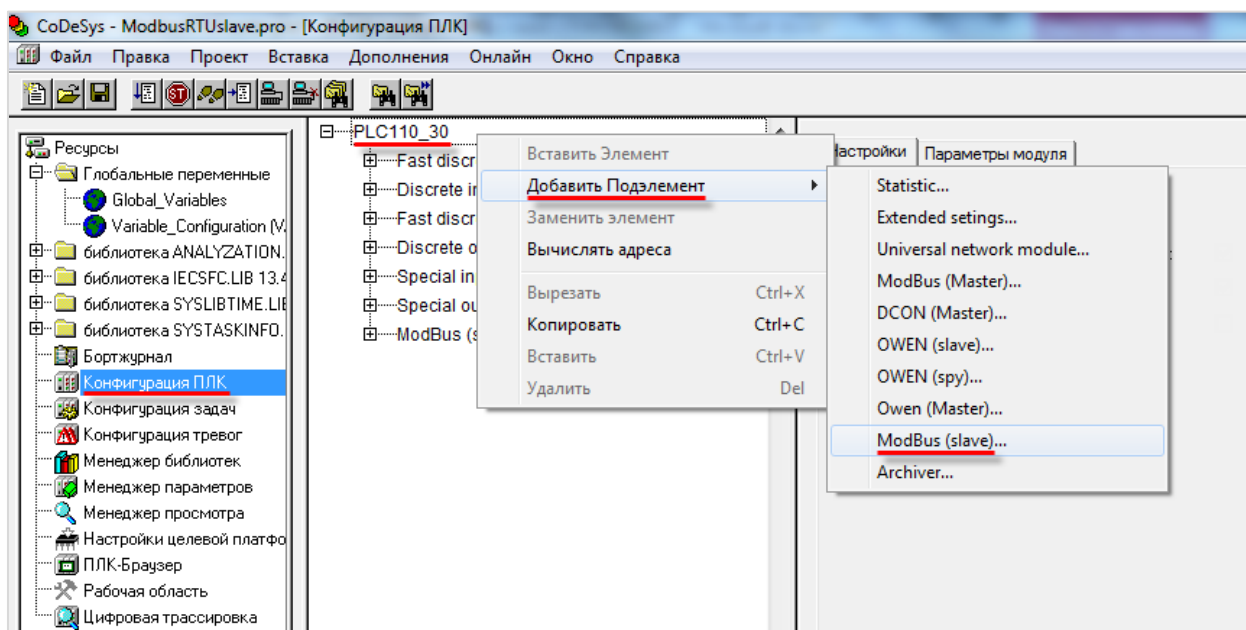 CoDeSys - ModbusRTUslave.pro - [Конфигурация ПЛК]
Файл Правка Проект Вставка Дополнения Онлайн Окно Справка
Ресурсы
Глобальные переменные
Global_Variables
Variable_Configuration (V
библиотека ANALYZATION.
библиотека IECSFC.LIB 13.4
библиотека SYSLIBTIME.LIB
библиотека SYSTASKINFO.
Бортжурнал
Конфигурация ПЛК
Конфигурация задач
Конфигурация тревог
Менеджер библиотек
Менеджер параметров
Менеджер просмотра
Настройки целевой платфо
ПЛК-Браузер
Рабочая область
Цифровая трассировка
PLC110_30
Fast discr
Discrete in
Fast discr
Discrete o
Special in
Special ou
ModBus (s
Вставить Элемент
Добавить Подэлемент
Заменить элемент
Вычислять адреса
Вырезать Ctrl+X
Копировать Ctrl+C
Вставить Ctrl+V
Удалить Del
Настройки Параметры модуля
Statistic...
Extended setings...
Universal network module...
ModBus (Master)...
DCON (Master)...
OWEN (slave)...
OWEN (spy)...
Owen (Master)...
ModBus (slave)...
Archiver...